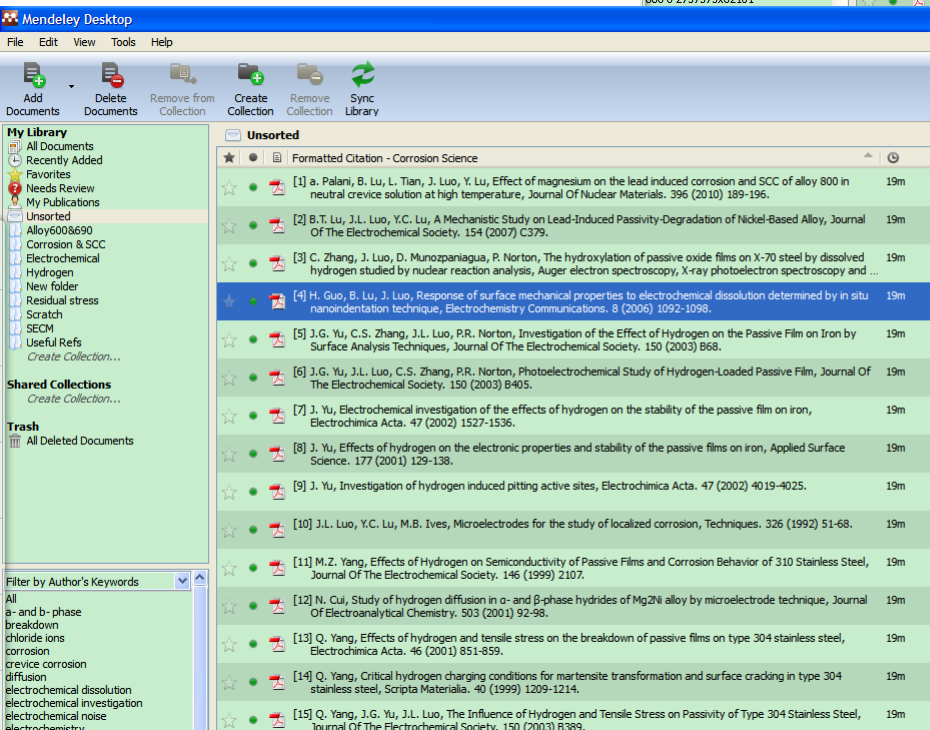 Mendeley Desktop
File Edit View Tools Help
Add Documents
Delete Documents
Remove from Collection
Create Collection
Remove Collection
Sync Library
My Library
All Documents
Recently Added
Favorites
Needs Review
My Publications
Unsorted
Alloy600&690
Corrosion & SCC
Electrochemical
Hydrogen
New folder
Residual stress
Scratch
SECM
Useful Refs
Create Collection...
Shared Collections
Create Collection...
Trash
All Deleted Documents
Filter by Author's Keywords
All
a- and b- phase
breakdown
chloride ions
corrosion
crevice corrosion
diffusion
electrochemical dissolution
electrochemical investigation
electrochemical noise
electrochemistry
Unsorted
Formatted Citation - Corrosion Science
[1] a. Palani, B. Lu, L. Tian, J. Luo, Y. Lu, Effect of magnesium on the lead induced corrosion and SCC of alloy 800 in 19m
neutral crevice solution at high temperature, Journal Of Nuclear Materials. 396 (2010) 189-196.
[2] B.T. Lu, J.L. Luo, Y.C. Lu, A Mechanistic Study on Lead-Induced Passivity-Degradation of Nickel-Based Alloy, Journal 19m
Of The Electrochemical Society. 154 (2007) C379.
[3] C. Zhang, J. Luo, D. Munozpaniagua, P. Norton, The hydroxylation of passive oxide films on X-70 steel by dissolved 19m
hydrogen studied by nuclear reaction analysis, Auger electron spectroscopy, X-ray photoelectron spectroscopy and ...
[4] H. Guo, B. Lu, J. Luo, Response of surface mechanical properties to electrochemical dissolution determined by in situ 19m
nanoindentation technique, Electrochemistry Communications. 8 (2006) 1092-1098.
[5] J.G. Yu, C.S. Zhang, J.L. Luo, P.R. Norton, Investigation of the Effect of Hydrogen on the Passive Film on Iron by 19m
Surface Analysis Techniques, Journal Of The Electrochemical Society. 150 (2003) B68.
[6] J.G. Yu, J.L. Luo, C.S. Zhang, P.R. Norton, Photoelectrochemical Study of Hydrogen-Loaded Passive Film, Journal Of 19m
The Electrochemical Society. 150 (2003) B405.
[7] J. Yu, Electrochemical investigation of the effects of hydrogen on the stability of the passive film on iron, 19m
Electrochimica Acta. 47 (2002) 1527-1536.
[8] J. Yu, Effects of hydrogen on the electronic properties and stability of the passive films on iron, Applied Surface 19m
Science. 177 (2001) 129-138.
[9] J. Yu, Investigation of hydrogen induced pitting active sites, Electrochimica Acta. 47 (2002) 4019-4025. 19m
[10] J.L. Luo, Y.C. Lu, M.B. Ives, Microelectrodes for the study of localized corrosion, Techniques. 326 (1992) 51-68. 19m
[11] M.Z. Yang, Effects of Hydrogen on Semiconductivity of Passive Films and Corrosion Behavior of 310 Stainless Steel, 19m
Journal Of The Electrochemical Society. 146 (1999) 2107.
[12] N. Cui, Study of hydrogen diffusion in α- and β-phase hydrides of Mg2Ni alloy by microelectrode technique, Journal 19m
Of Electroanalytical Chemistry. 503 (2001) 92-98.
[13] Q. Yang, Effects of hydrogen and tensile stress on the breakdown of passive films on type 304 stainless steel, 19m
Electrochimica Acta. 46 (2001) 851-859.
[14] Q. Yang, Critical hydrogen charging conditions for martensite transformation and surface cracking in type 304 19m
stainless steel, Scripta Materialia. 40 (1999) 1209-1214.
[15] Q. Yang, J.G. Yu, J.L. Luo, The Influence of Hydrogen and Tensile Stress on Passivity of Type 304 Stainless Steel, 19m
Journal Of The Electrochemical Society. 150 (2003) B389.